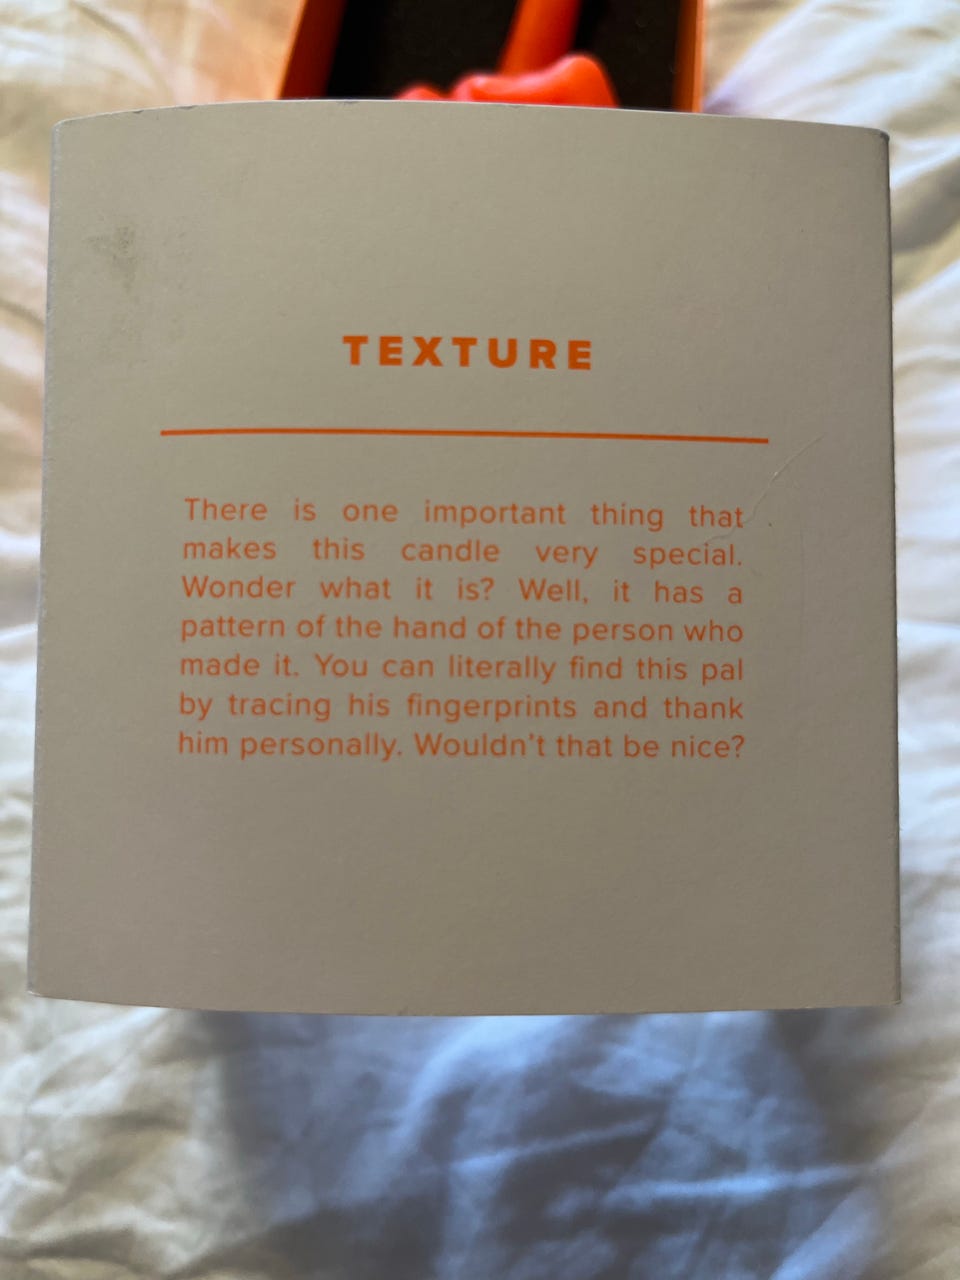 TEXTURE
There is one important thing that
makes this candle very special.
Wonder what it is? Well, it has a
pattern of the hand of the person who
made it. You can literally find this pal
by tracing his fingerprints and thank
him personally. Wouldn't that be nice?